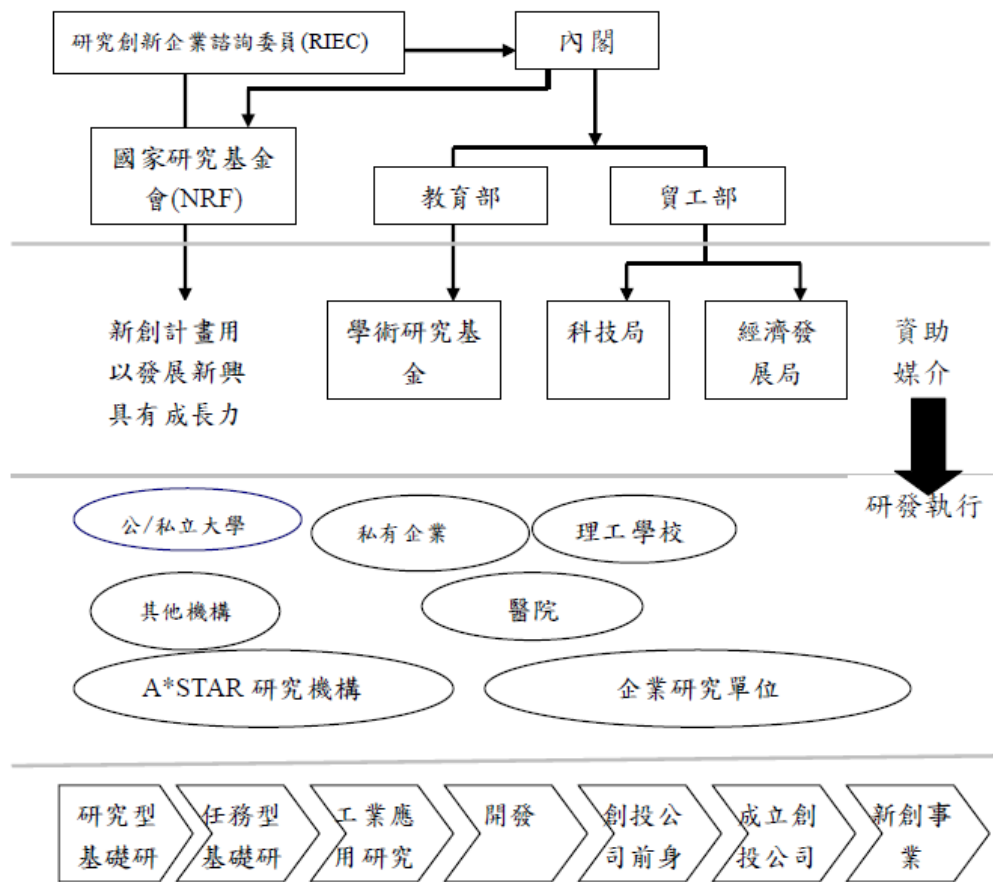 研究創新企業諮詢委員(RIEC)
內閣
國家研究基金
會(NRF)
教育部
貿工部
新創計畫用
以發展新興
具有成長力
學術研究基
金
科技局
經濟發
展局
資助
媒介
研發執行
公/私立大學
私有企業
理工學校
其他機構
醫院
A*STAR 研究機構
企業研究單位
研究型
基礎研
任務型
基礎研
工業應
用研究
開發
創投公
司前身
成立創
投公司
新創事
業